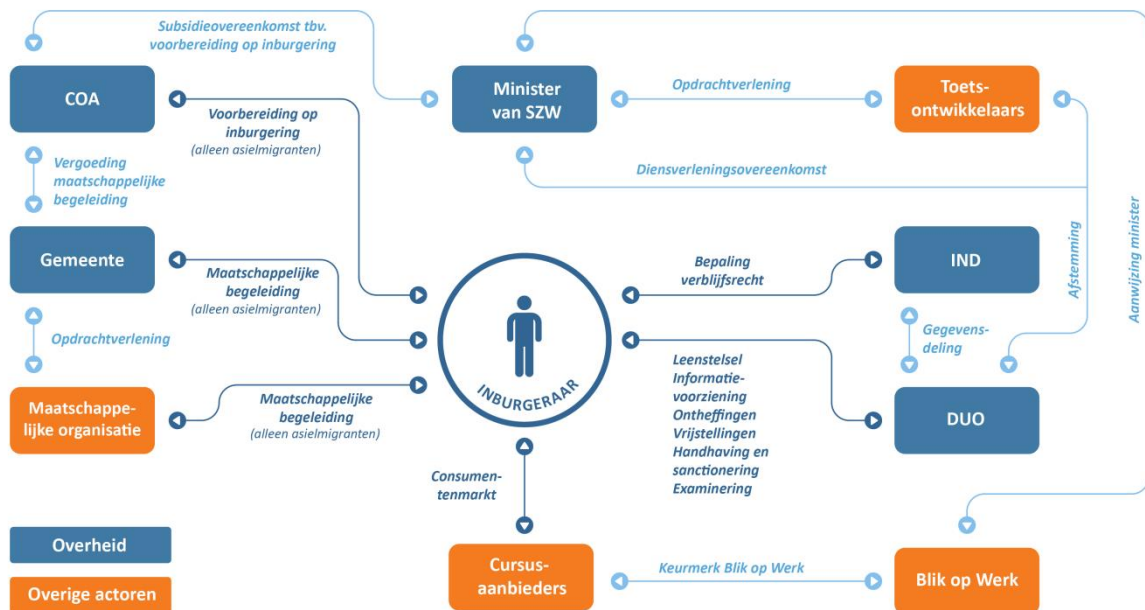 Subsidieovereenkomst tbv.
voorbereiding op inburgering
COA
Voorbereiding op
inburgering
(alleen asielmigranten)
Minister
van SZW
Opdrachtverlening
Toets-
ontwikkelaars
Vergoeding
maatschappelijke
begeleiding
Diensverleningsovereenkomst
Aanwijzing minister
Afstemming
Gemeente
Maatschappelijke
begeleiding
(alleen asielmigranten)
Bepaling
verblijfsrecht
IND
Opdrachtverlening
Gegevens-
deling
INBURGERAAR
Leenstelsel
Informatie-
voorziening
Ontheffingen
Vrijstellingen
Handhaving en
sanctionering
Examinering
DUO
Maatschappe-
lijke organisatie
Maatschappelijke
begeleiding
(alleen asielmigranten)
Consumen-
tenmarkt
Overheid
Overige actoren
Cursus-
aanbieders
Keurmerk Blik op Werk
Blik op Werk